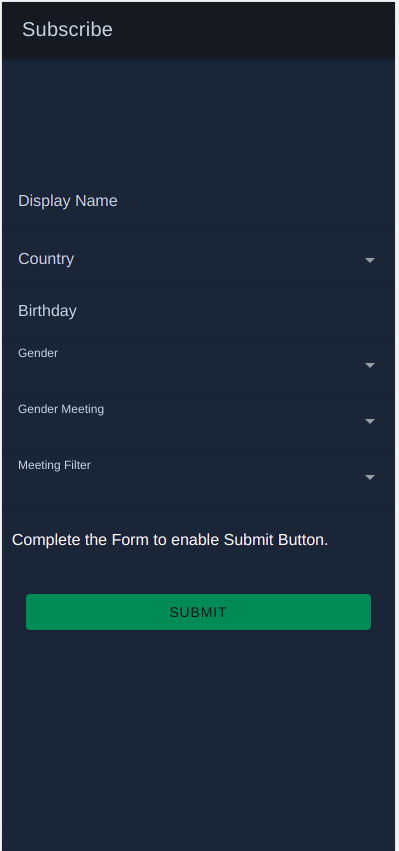 Subscribe
Display Name
Country
Birthday
Gender
Gender Meeting
Meeting Filter
Complete the Form to enable Submit Button.
SUBMIT